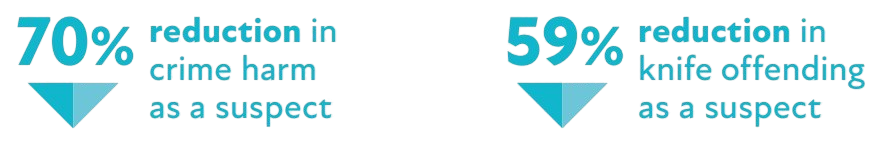 70% reduction in
crime harm
as a suspect
59% reduction in
knife offending
as a suspect